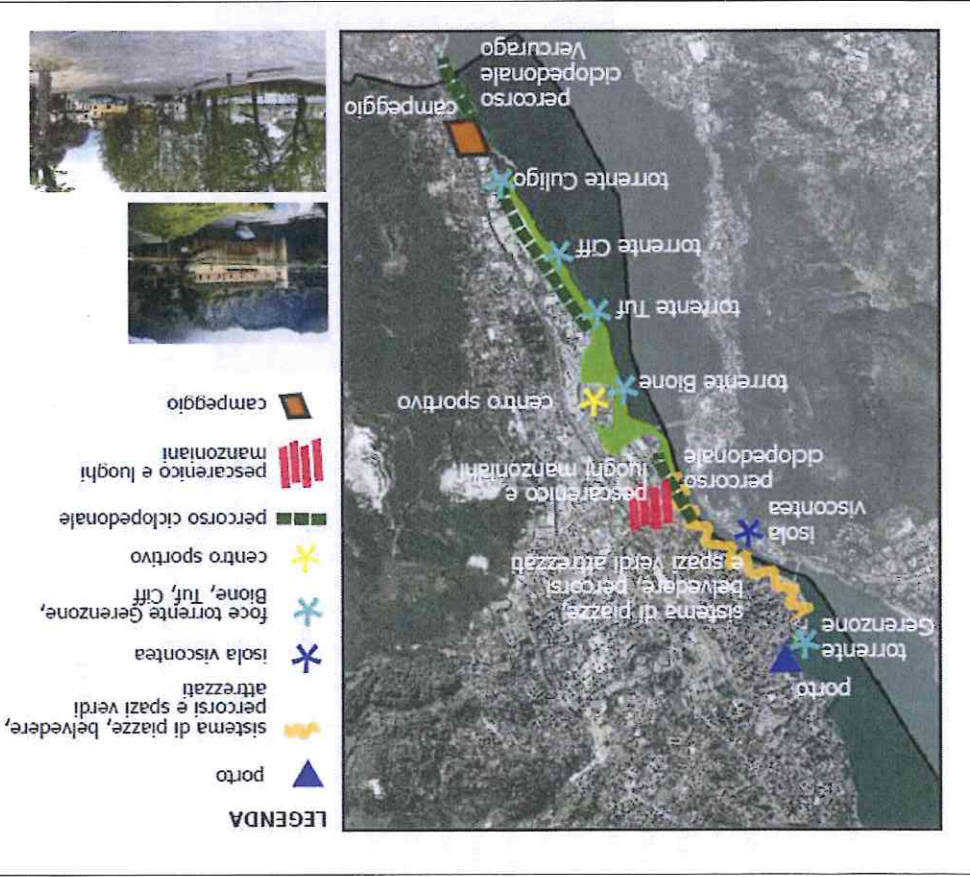 LEGENDA
porto
sistema di piazze, belvedere,
percorsi e spazi verdi
attrezzati
isola viscontea
foce torrente Gerenzone,
Bione, Tuf, Ciff
centro sportivo
percorso ciclopedonale
pescarenico e luoghi
manzoniani
campeggio
porto
torrente
Gerenzone
sistema di piazze,
belvedere, percorsi
e spazi verdi attrezzati
isola
viscontea
pescarenico e
luoghi manzoniani
percorso
ciclopedonale
centro sportivo
torrente Bione
torrente Tuf
torrente Ciff
torrente Culigo
campeggio
percorso
ciclopedonale
Vercurago